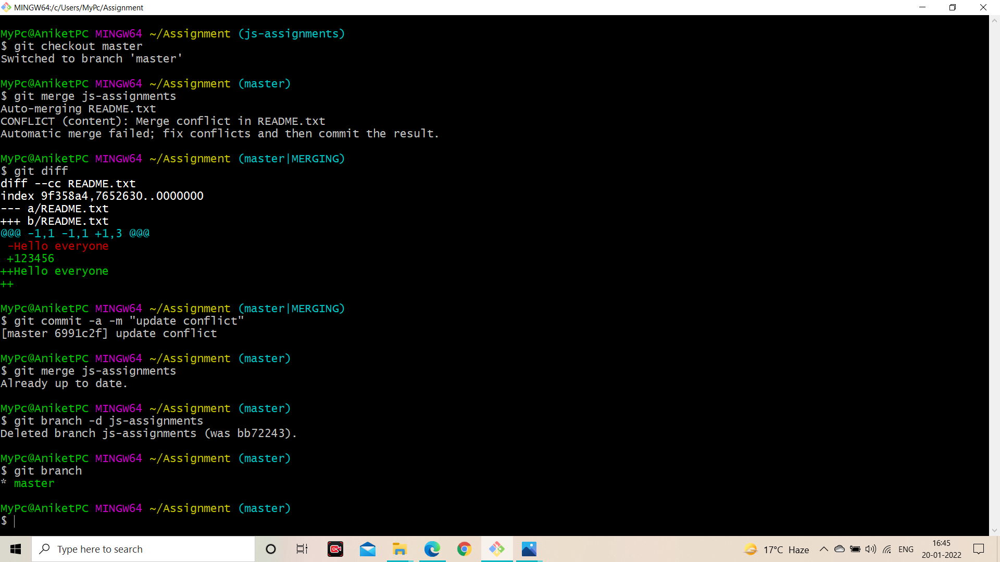 MINGW64:/c/Users/MyPc/Assignment
MyPc@AniketPC MINGW64 ~/Assignment (js-assignments)
$ git checkout master
Switched to branch 'master'
MyPc@AniketPC MINGW64 ~/Assignment (master)
$ git merge js-assignments
Auto-merging README.txt
CONFLICT (content): Merge conflict in README.txt
Automatic merge failed; fix conflicts and then commit the result.
MyPc@AniketPC MINGW64 ~/Assignment (master|MERGING)
$ git diff
diff --cc README.txt
index 9f358a4,7652630..0000000
--- a/README.txt
+++ b/README.txt
@@@ -1,1 -1,1 +1,3 @@@
 -Hello everyone
 +123456
++Hello everyone
++
MyPc@AniketPC MINGW64 ~/Assignment (master|MERGING)
$ git commit -a -m "update conflict"
[master 6991c2f] update conflict
MyPc@AniketPC MINGW64 ~/Assignment (master)
$ git merge js-assignments
Already up to date.
MyPc@AniketPC MINGW64 ~/Assignment (master)
$ git branch -d js-assignments
Deleted branch js-assignments (was bb72243).
MyPc@AniketPC MINGW64 ~/Assignment (master)
$ git branch
* master
MyPc@AniketPC MINGW64 ~/Assignment (master)
$
Type here to search
17°C Haze
ENG
16:45
20-01-2022